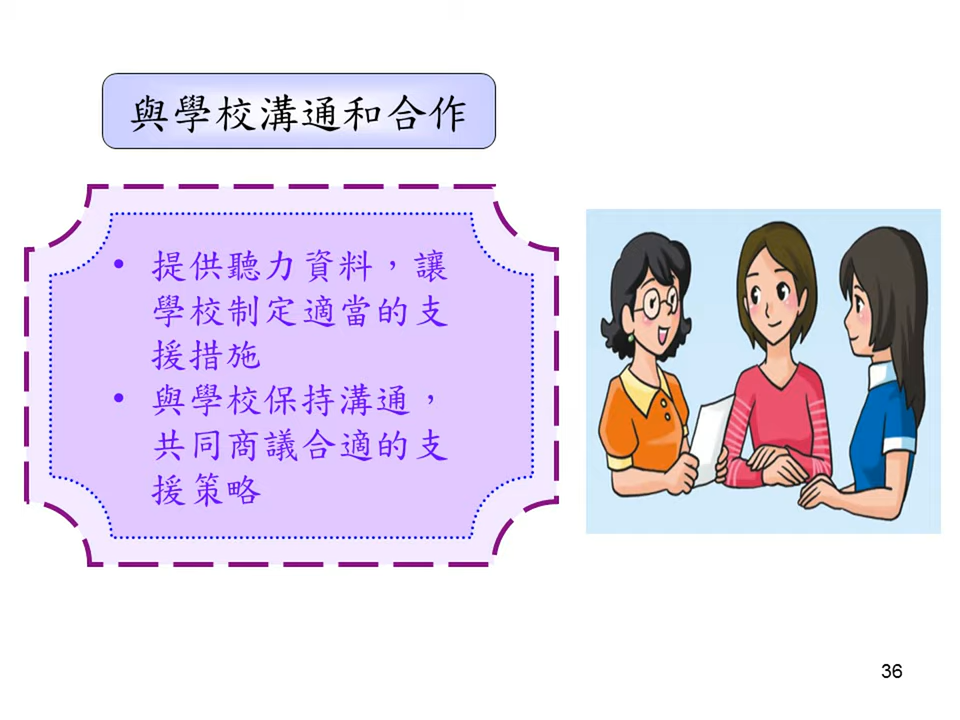 與學校溝通和合作
• 提供聽力資料，讓
學校制定適當的支
援措施
• 與學校保持溝通，
共同商議合適的支
援策略
36